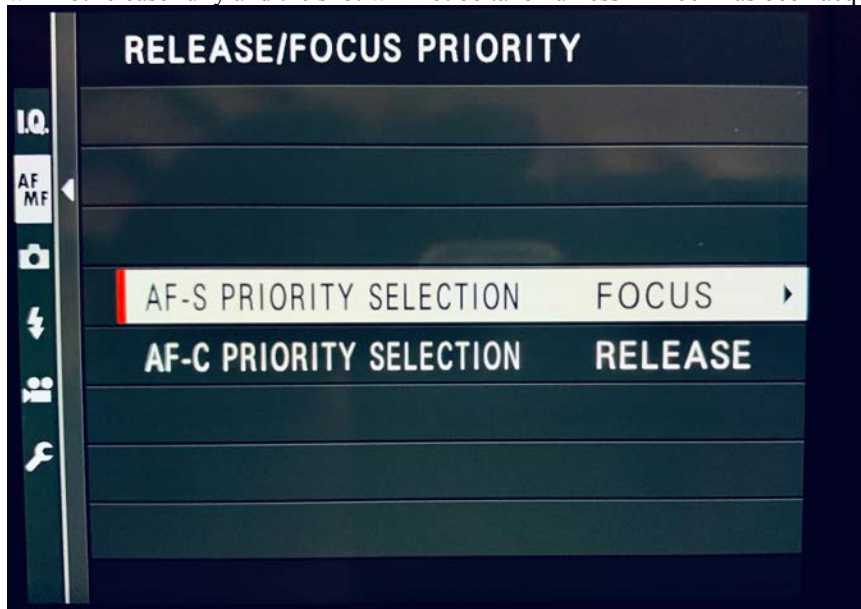 RELEASE/FOCUS PRIORITY
I.Q.
AF
MF
AF-S PRIORITY SELECTION FOCUS
AF-C PRIORITY SELECTION RELEASE